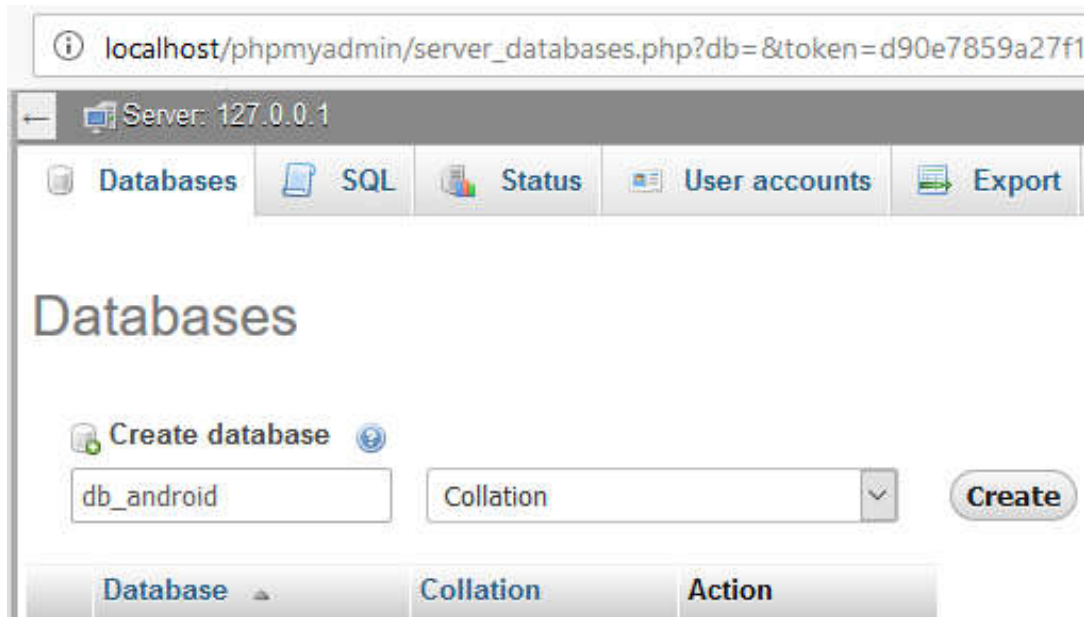 localhost/phpmyadmin/server_databases.php?db=&token=d90e7859a27f1
Server: 127.0.0.1
Databases SQL Status User accounts Export
Databases
Create database
db_android Collation Create
Database Collation Action